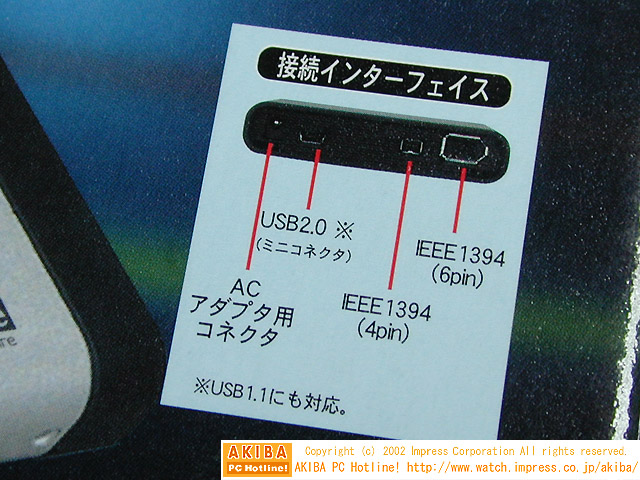 接続インターフェイス
USB2.0 ※
(ミニコネクタ)
IEEE1394
(6pin)
AC
アダプタ用
コネクタ
IEEE1394
(4pin)
※USB1.1にも対応。
AKIBA
PC Hotline!
Copyright (c) 2002 Impress Corporation All rights reserved.
AKIBA PC Hotline! http://www.watch.impress.co.jp/akiba/